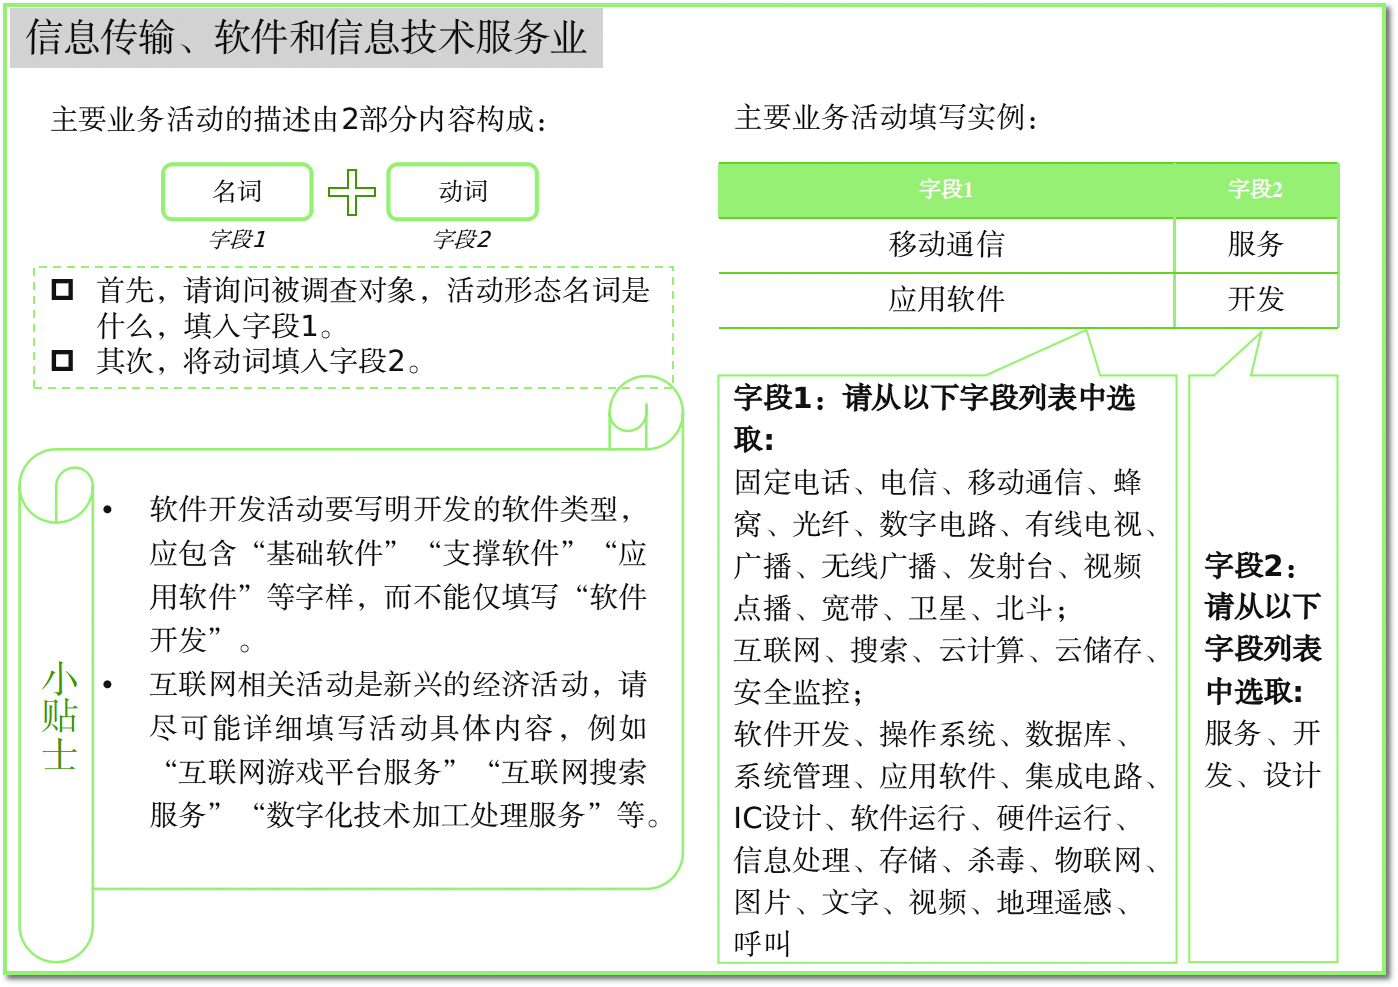 信息传输、软件和信息技术服务业
主要业务活动的描述由2部分内容构成：
名词
动词
字段1
字段2
首先，请询问被调查对象，活动形态名词是
什么，填入字段1。
其次，将动词填入字段2。
小贴士
• 软件开发活动要写明开发的软件类型，
应包含“基础软件”“支撑软件”“应
用软件”等字样，而不能仅填写“软件
开发”。
• 互联网相关活动是新兴的经济活动，请
尽可能详细填写活动具体内容，例如
“互联网游戏平台服务”“互联网搜索
服务”“数字化技术加工处理服务”等。
主要业务活动填写实例：
字段1 字段2
移动通信 服务
应用软件 开发
字段1：请从以下字段列表中选
取:
固定电话、电信、移动通信、蜂
窝、光纤、数字电路、有线电视、
广播、无线广播、发射台、视频
点播、宽带、卫星、北斗；
互联网、搜索、云计算、云储存、
安全监控；
软件开发、操作系统、数据库、
系统管理、应用软件、集成电路、
IC设计、软件运行、硬件运行、
信息处理、存储、杀毒、物联网、
图片、文字、视频、地理遥感、
呼叫
字段2：
请从以下
字段列表
中选取:
服务、开
发、设计